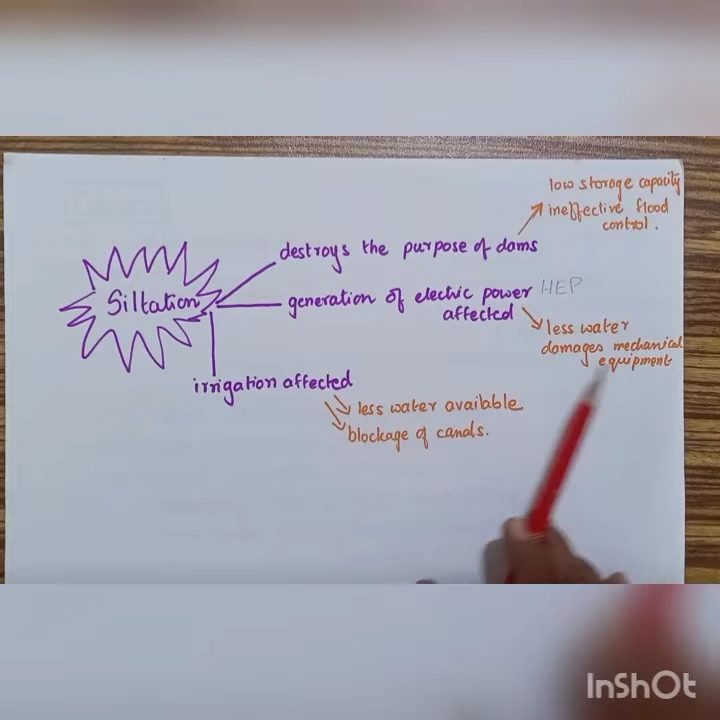 low storage capacity
ineffective flood
control.
destroys the purpose of dams
Siltation
generation of electric power HEP
affected
less water
damages mechanical
equipment
irrigation affected
less water available
blockage of canals.
InShOt